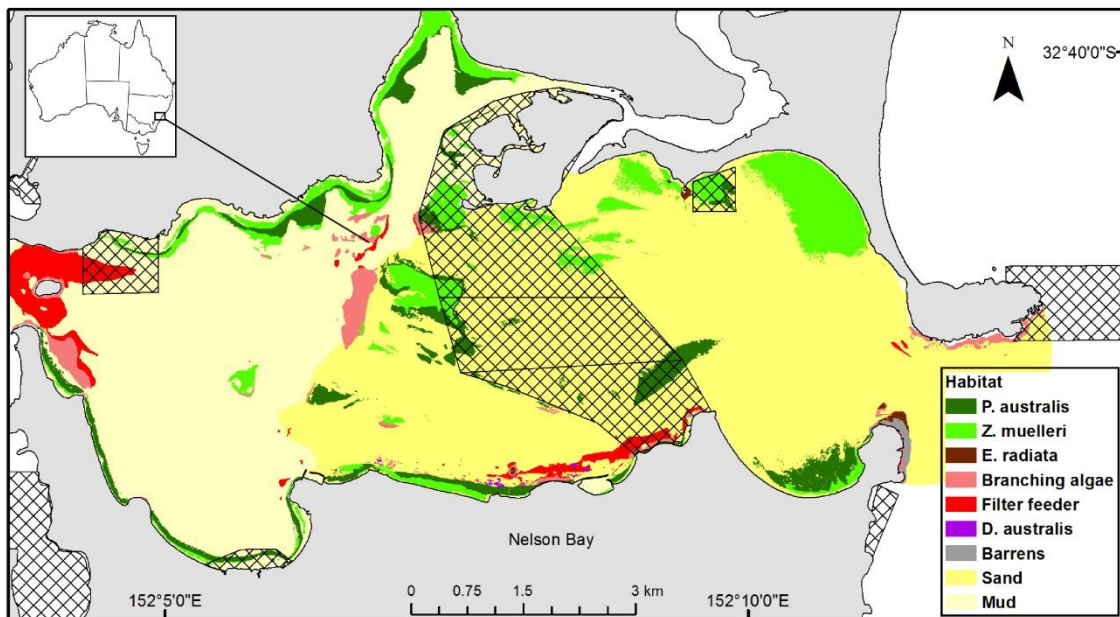 32°40'0"S
N
Habitat
P. australis
Z. muelleri
E. radiata
Branching algae
Filter feeder
D. australis
Barrens
Sand
Mud
Nelson Bay
0 0.75 1.5 3 km
152°5'0"E
152°10'0"E